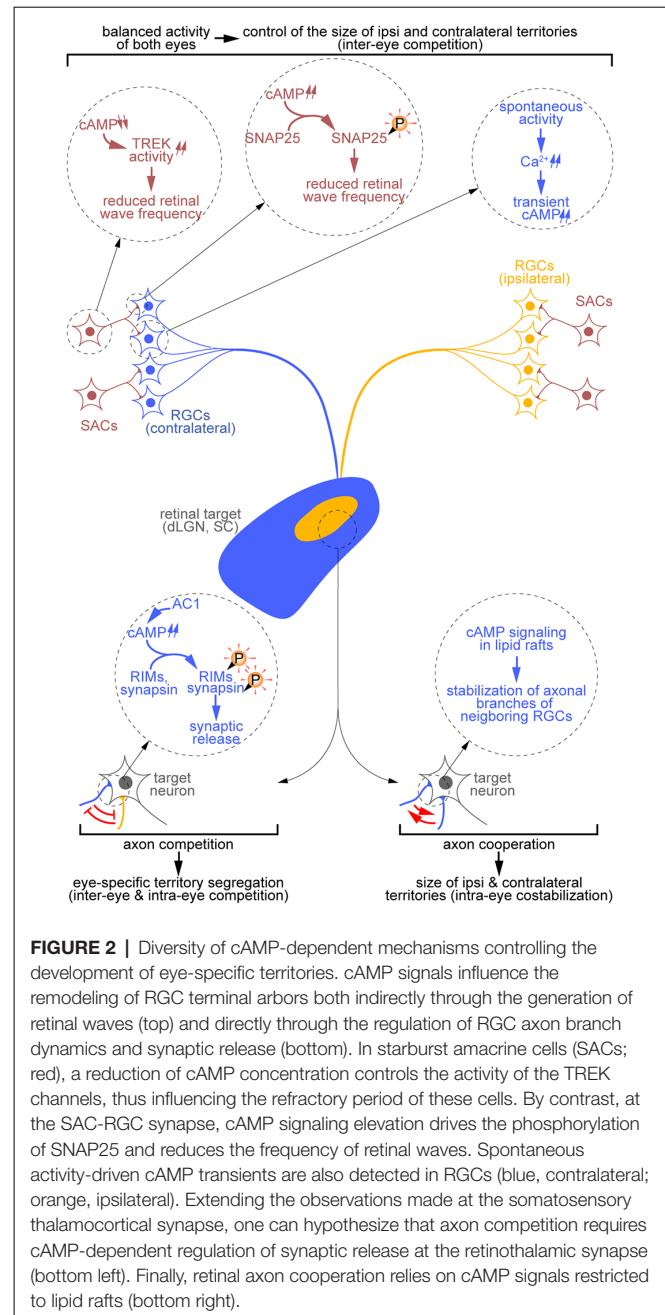 balanced activity of both eyes
control of the size of ipsi and contralateral territories (inter-eye competition)
cAMP
TREK activity
reduced retinal wave frequency
cAMP
SNAP25
SNAP25
P
reduced retinal wave frequency
spontaneous activity
Ca2+
transient cAMP
RGCs (ipsilateral)
SACs
SACs
RGCs (contralateral)
retinal target (dLGN, SC)
AC1
cAMP
RIMs, synapsin
RIMs, synapsin
P
P
synaptic release
target neuron
cAMP signaling in lipid rafts
stabilization of axonal branches of neigboring RGCs
target neuron
axon competition
eye-specific territory segregation (inter-eye & intra-eye competition)
axon cooperation
size of ipsi & contralateral territories (intra-eye costabilization)
FIGURE 2 | Diversity of cAMP-dependent mechanisms controlling the
development of eye-specific territories. cAMP signals influence the
remodeling of RGC terminal arbors both indirectly through the generation of
retinal waves (top) and directly through the regulation of RGC axon branch
dynamics and synaptic release (bottom). In starburst amacrine cells (SACs;
red), a reduction of cAMP concentration controls the activity of the TREK
channels, thus influencing the refractory period of these cells. By contrast, at
the SAC-RGC synapse, cAMP signaling elevation drives the phosphorylation
of SNAP25 and reduces the frequency of retinal waves. Spontaneous
activity-driven cAMP transients are also detected in RGCs (blue, contralateral;
orange, ipsilateral). Extending the observations made at the somatosensory
thalamocortical synapse, one can hypothesize that axon competition requires
cAMP-dependent regulation of synaptic release at the retinothalamic synapse
(bottom left). Finally, retinal axon cooperation relies on cAMP signals restricted
to lipid rafts (bottom right).